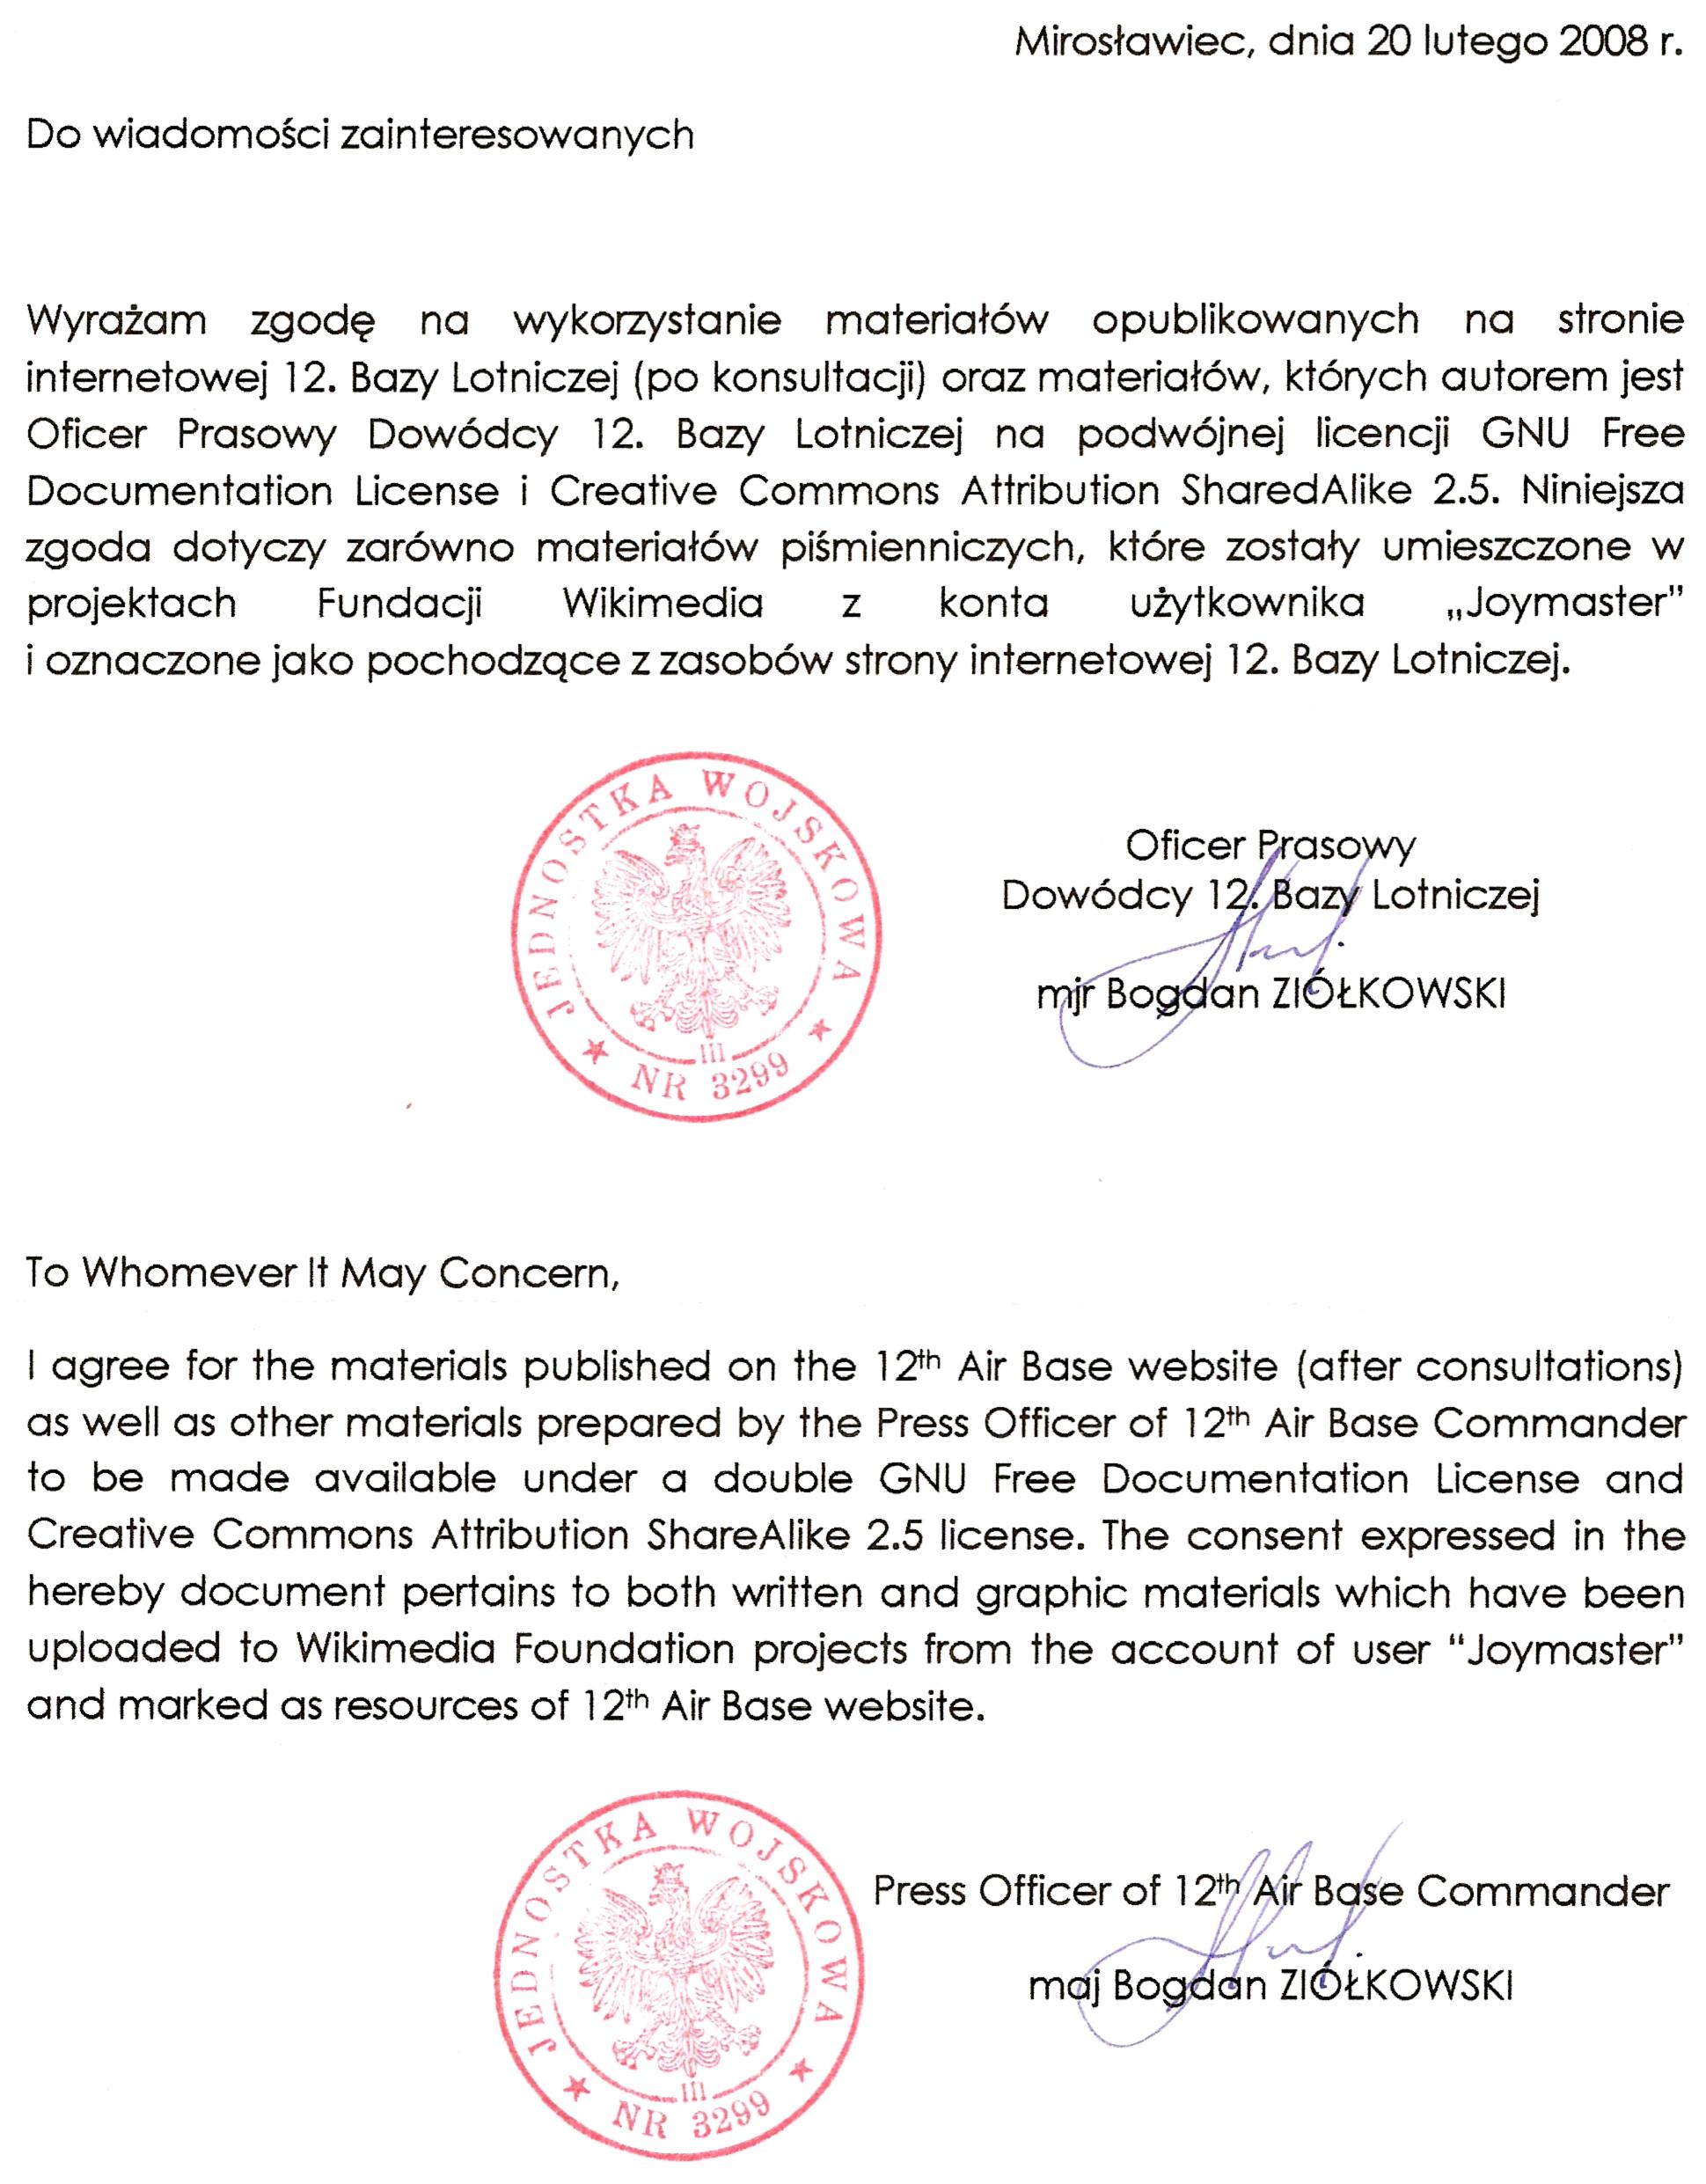 Mirosławiec, dnia 20 lutego 2008 r.
Do wiadomości zainteresowanych
Wyrażam zgodę na wykorzystanie materiałów opublikowanych na stronie
internetowej 12. Bazy Lotniczej (po konsultacji) oraz materiałów, których autorem jest
Oficer Prasowy Dowódcy 12. Bazy Lotniczej na podwójnej licencji GNU Free
Documentation License i Creative Commons Attribution SharedAlike 2.5. Niniejsza
zgoda dotyczy zarówno materiałów piśmienniczych, które zostały umieszczone w
projektach Fundacji Wikimedia z konta użytkownika „Joymaster”
i oznaczone jako pochodzące z zasobów strony internetowej 12. Bazy Lotniczej.
JEDNOSTKA WOJSKOWA
III
★ NR 3299 ★
Oficer Prasowy
Dowódcy 12. Bazy Lotniczej
mjr Bogdan ZIÓŁKOWSKI
To Whomever It May Concern,
I agree for the materials published on the 12th Air Base website (after consultations)
as well as other materials prepared by the Press Officer of 12th Air Base Commander
to be made available under a double GNU Free Documentation License and
Creative Commons Attribution ShareAlike 2.5 license. The consent expressed in the
hereby document pertains to both written and graphic materials which have been
uploaded to Wikimedia Foundation projects from the account of user “Joymaster”
and marked as resources of 12th Air Base website.
JEDNOSTKA WOJSKOWA
III
★ NR 3299 ★
Press Officer of 12th Air Base Commander
maj Bogdan ZIÓŁKOWSKI